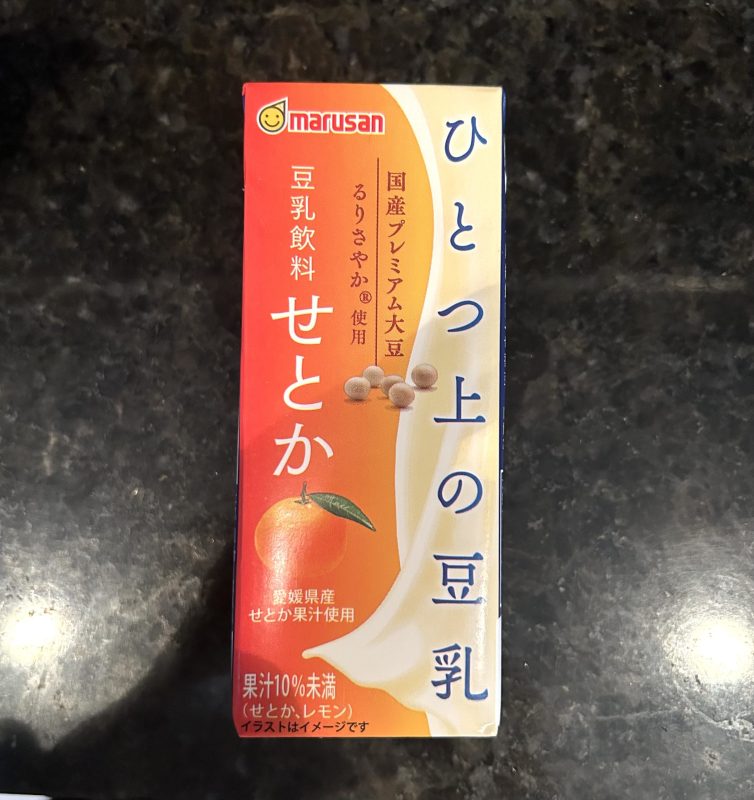 marusan
ひとつ上の豆乳
国産プレミアム大豆
るりさやか®使用
豆乳飲料
せとか
愛媛県産
せとか果汁使用
果汁10%未満
(せとか、レモン)
イラストはイメージです